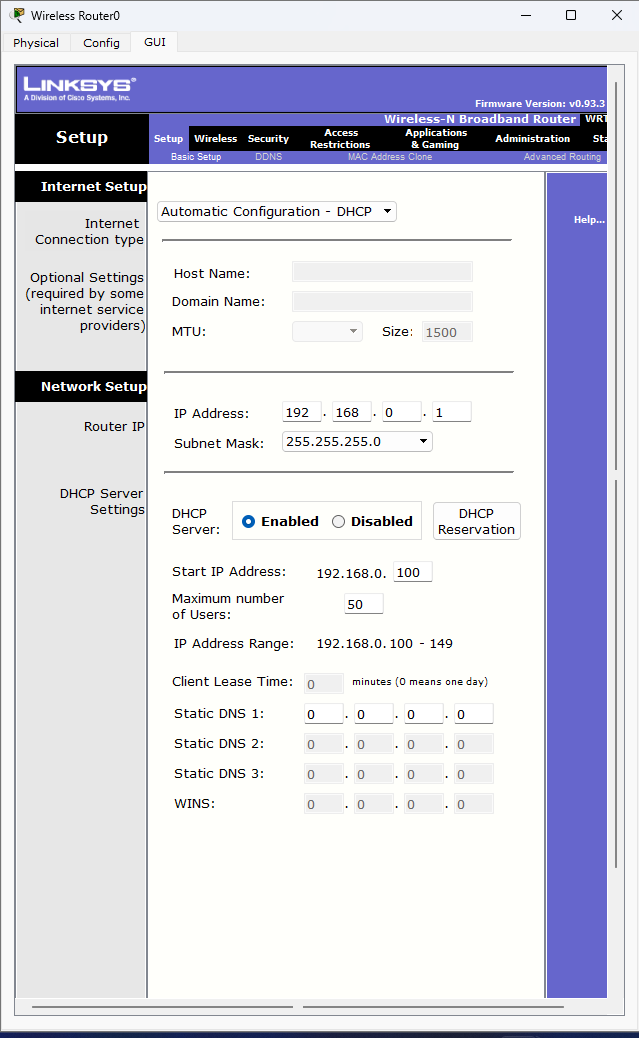 Wireless Router0
Physical Config GUI
LINKSYS®
A Division of Cisco Systems, Inc.
Firmware Version: v0.93.3
Wireless-N Broadband Router WRT
Setup
Setup Wireless Security Access Restrictions Applications & Gaming Administration Sta
Basic Setup DDNS MAC Address Clone Advanced Routing
Internet Setup
Internet
Connection type
Automatic Configuration - DHCP
Help...
Optional Settings
(required by some
internet service
providers)
Host Name:
Domain Name:
MTU: Size: 1500
Network Setup
Router IP
IP Address: 192 . 168 . 0 . 1
Subnet Mask: 255.255.255.0
DHCP Server
Settings
DHCP
Server:
Enabled Disabled
DHCP
Reservation
Start IP Address: 192.168.0. 100
Maximum number
of Users:
50
IP Address Range: 192.168.0.100 - 149
Client Lease Time: 0 minutes (0 means one day)
Static DNS 1: 0 . 0 . 0 . 0
Static DNS 2: 0 . 0 . 0 . 0
Static DNS 3: 0 . 0 . 0 . 0
WINS: 0 . 0 . 0 . 0